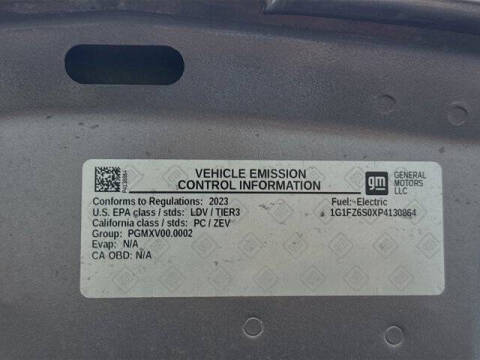 P4130864
VEHICLE EMISSION
CONTROL INFORMATION
gm
GENERAL
MOTORS
LLC
Conforms to Regulations: 2023
U.S. EPA class / stds: LDV / TIER3
California class / stds: PC / ZEV
Group: PGMXV00.0002
Evap: N/A
CA OBD: N/A
Fuel: Electric
1G1FZ6S0XP4130864